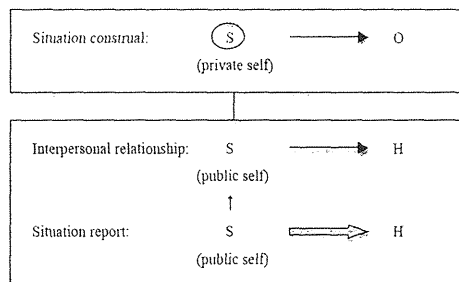 Situation construal: S O
(private self)
Interpersonal relationship: S H
(public self)
Situation report: S H
(public self)